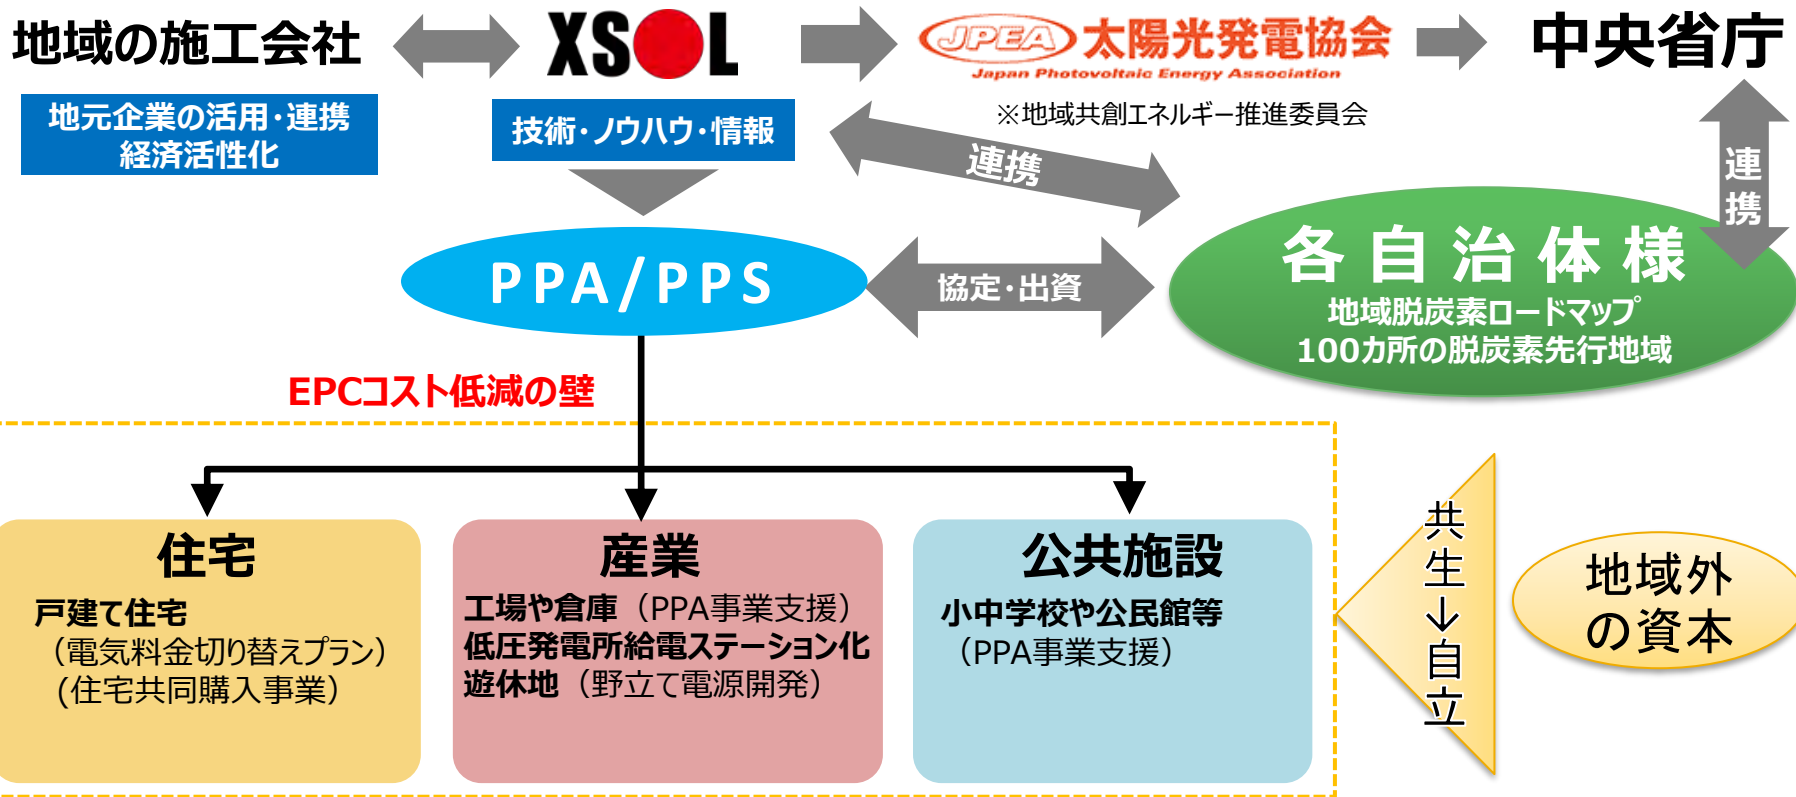 地域の施工会社
XSOL
JPEA 太陽光発電協会
Japan Photovoltaic Energy Association
中央省庁
地元企業の活用・連携
経済活性化
技術・ノウハウ・情報
※地域共創エネルギー推進委員会
連携
連携
PPA/PPS
協定・出資
各自治体様
地域脱炭素ロードマップ
100カ所の脱炭素先行地域
EPCコスト低減の壁
住宅
戸建て住宅
（電気料金切り替えプラン）
(住宅共同購入事業）
産業
工場や倉庫（PPA事業支援）
低圧発電所給電ステーション化
遊休地（野立て電源開発）
公共施設
小中学校や公民館等
（PPA事業支援）
共生→自立
地域外
の資本